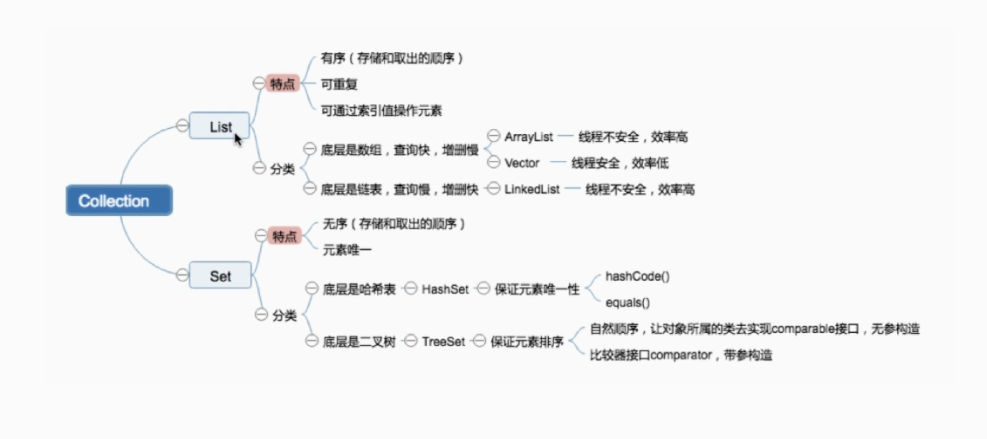 有序（存储和取出的顺序）
特点
可重复
可通过索引值操作元素
List
ArrayList
线程不安全，效率高
底层是数组，查询快，增删慢
Vector
线程安全，效率低
分类
底层是链表，查询慢，增删快
LinkedList
线程不安全，效率高
Collection
无序（存储和取出的顺序）
特点
元素唯一
Set
hashCode()
底层是哈希表
HashSet
保证元素唯一性
equals()
分类
自然顺序，让对象所属的类去实现comparable接口，无参构造
底层是二叉树
TreeSet
保证元素排序
比较器接口comparator，带参构造